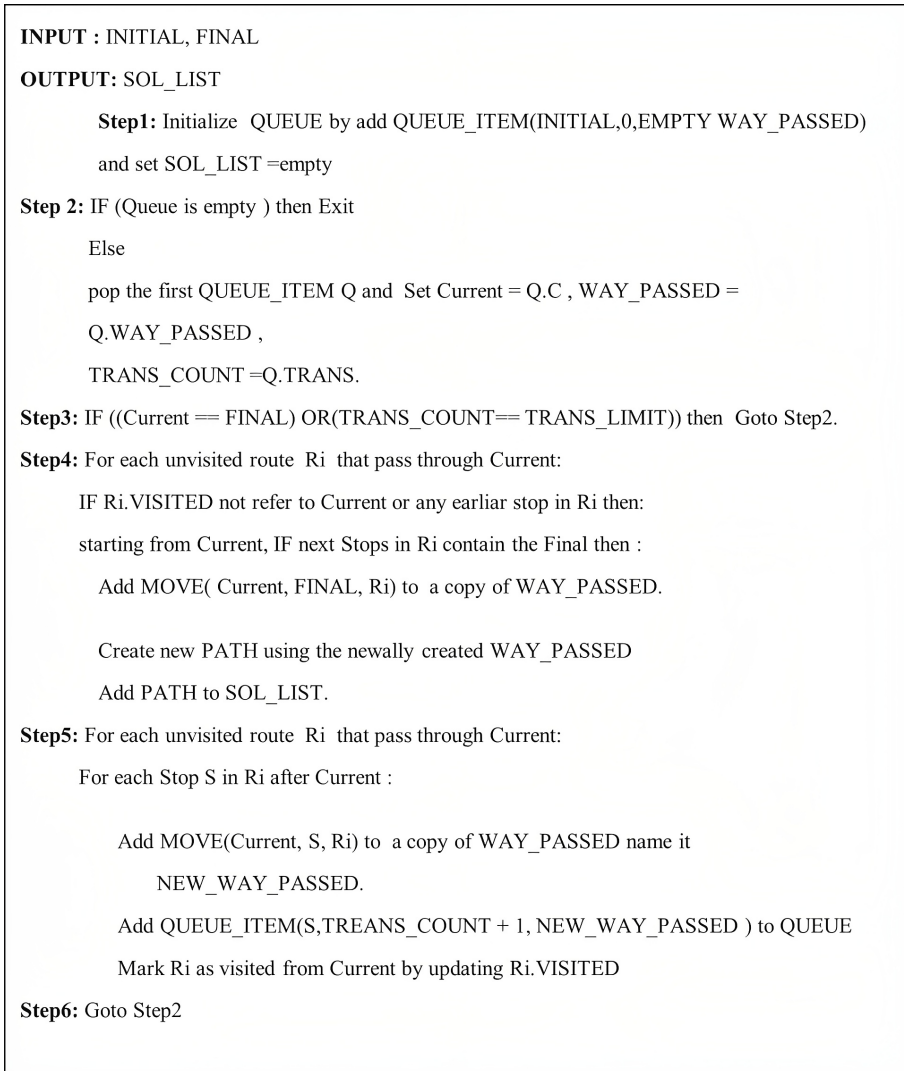 INPUT : INITIAL, FINAL
OUTPUT: SOL_LIST
Step1: Initialize QUEUE by add QUEUE_ITEM(INITIAL,0,EMPTY WAY_PASSED)
and set SOL_LIST =empty
Step 2: IF (Queue is empty ) then Exit
Else
pop the first QUEUE_ITEM Q and Set Current = Q.C , WAY_PASSED =
Q.WAY_PASSED ,
TRANS_COUNT =Q.TRANS.
Step3: IF ((Current == FINAL) OR(TRANS_COUNT== TRANS_LIMIT)) then Goto Step2.
Step4: For each unvisited route Ri that pass through Current:
IF Ri.VISITED not refer to Current or any earliar stop in Ri then:
starting from Current, IF next Stops in Ri contain the Final then :
Add MOVE( Current, FINAL, Ri) to a copy of WAY_PASSED.
Create new PATH using the newally created WAY_PASSED
Add PATH to SOL_LIST.
Step5: For each unvisited route Ri that pass through Current:
For each Stop S in Ri after Current :
Add MOVE(Current, S, Ri) to a copy of WAY_PASSED name it
NEW_WAY_PASSED.
Add QUEUE_ITEM(S,TREANS_COUNT + 1, NEW_WAY_PASSED ) to QUEUE
Mark Ri as visited from Current by updating Ri.VISITED
Step6: Goto Step2